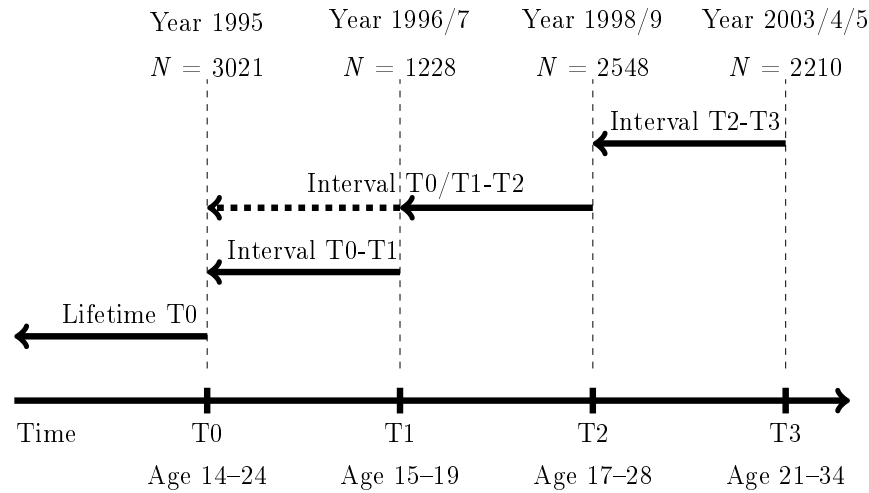 Year 1995 Year 1996/7 Year 1998/9 Year 2003/4/5
N = 3021 N = 1228 N = 2548 N = 2210
Interval T2-T3
Interval T0/T1-T2
Interval T0-T1
Lifetime T0
Time T0 T1 T2 T3
Age 14–24 Age 15–19 Age 17–28 Age 21–34